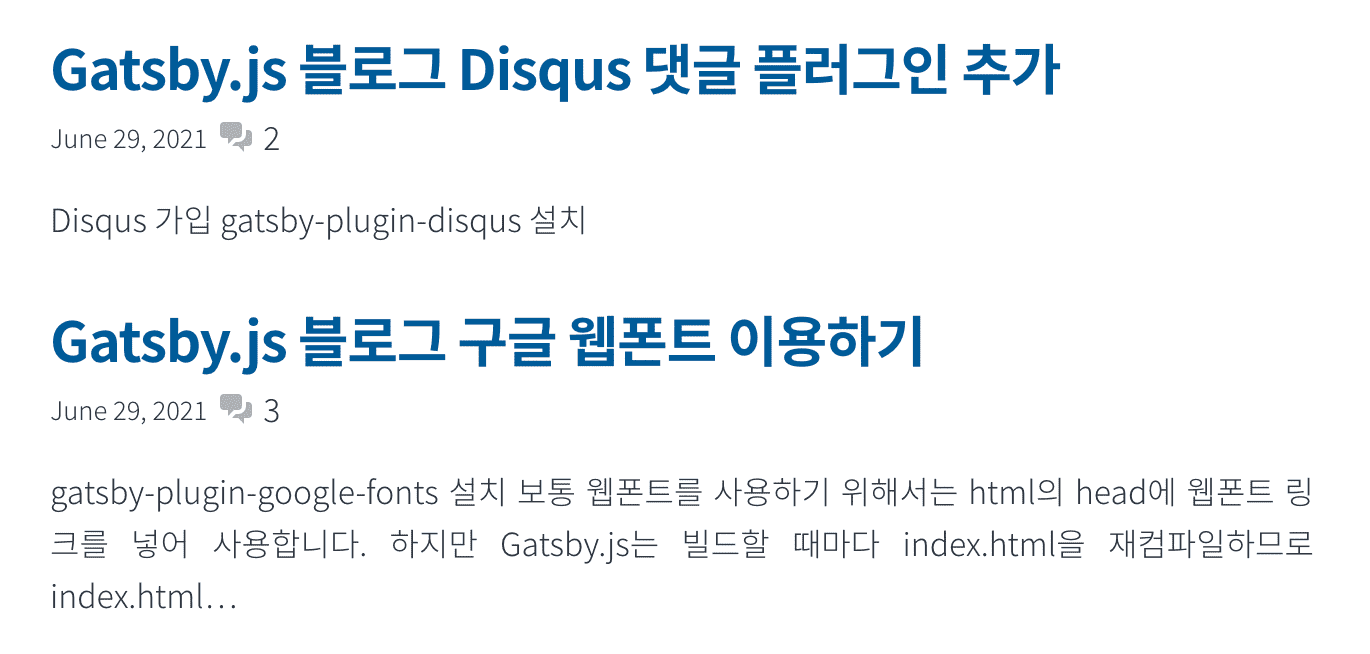 Gatsby.js 블로그 Disqus 댓글 플러그인 추가
June 29, 2021 2
Disqus 가입 gatsby-plugin-disqus 설치
Gatsby.js 블로그 구글 웹폰트 이용하기
June 29, 2021 3
gatsby-plugin-google-fonts 설치 보통 웹폰트를 사용하기 위해서는 html의 head에 웹폰트 링
크를 넣어 사용합니다. 하지만 Gatsby.js는 빌드할 때마다 index.html을 재컴파일하므로
index.html…